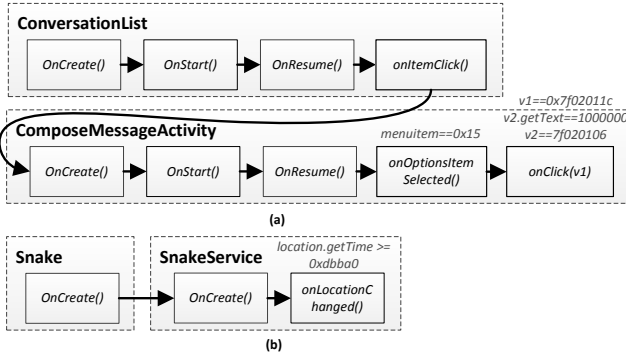 ConversationList
OnCreate()
OnStart()
OnResume()
onItemClick()
v1==0x7f02011c
v2.getText==1000000
v2==7f020106
menuitem==0x15
ComposeMessageActivity
OnCreate()
OnStart()
OnResume()
onOptionsItem
Selected()
onClick(v1)
(a)
Snake
OnCreate()
SnakeService
location.getTime >=
0xdbba0
OnCreate()
onLocationC
hanged()
(b)